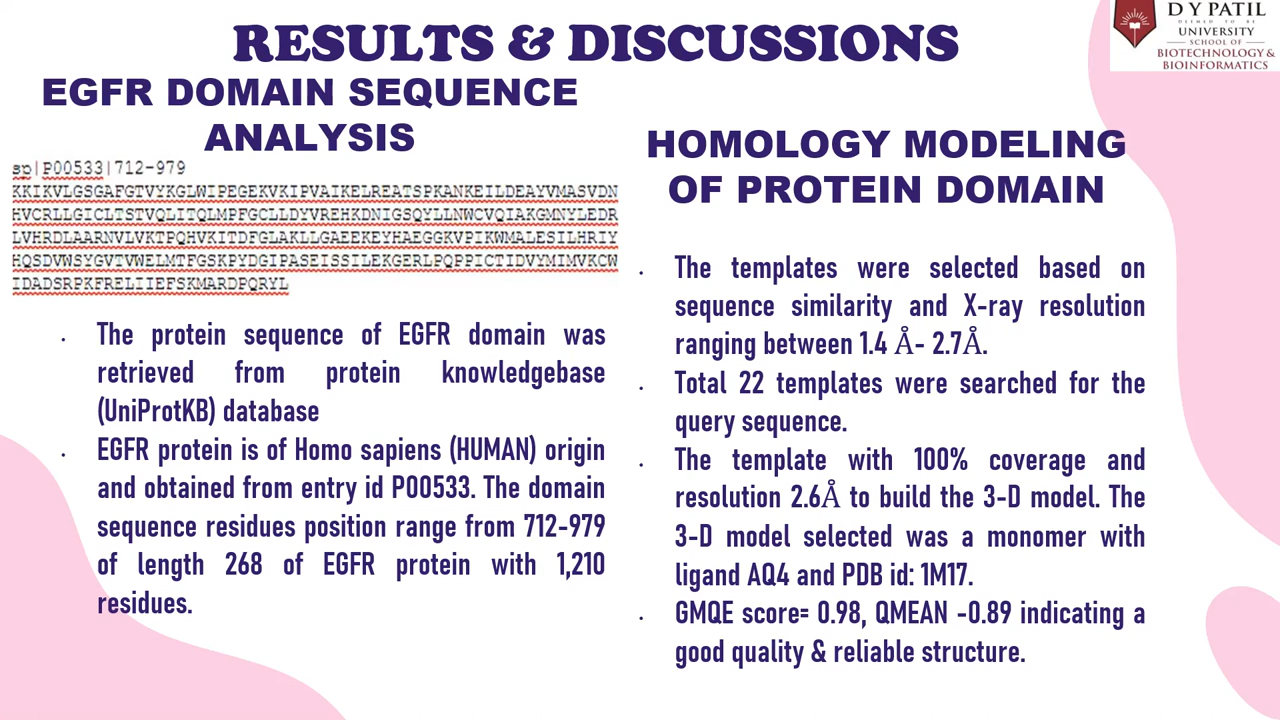 RESULTS & DISCUSSIONS
D Y PATIL
DEEMED TO BE
UNIVERSITY
SCHOOL OF
BIOTECHNOLOGY &
BIOINFORMATICS
EGFR DOMAIN SEQUENCE
ANALYSIS
sp|P00533|712-979
KKIKVLGSGAFGTVYKGLWIPEGEKVKIPVAIKELREATSPKANKEILDEAYVMASVDN
HVCRLLGICLTSTVQLITQLMPFGCLLDYVREHKDNIGSQYLLNWCVQIAKGMNYLEDR
LVHRDLAARNVLVKTPQHVKITDFGLAKLLGAEEKEYHAEGGKVPIKWMALESILHRIY
HQSDVWSYGVTVWELMTFGSKPYDGIPASEISSILEKGERLPQPPICTIDVYMIMVKCW
IDADSRPKFRELIIEFSKMARDPQRYL
· The protein sequence of EGFR domain was
retrieved from protein knowledgebase
(UniProtKB) database
· EGFR protein is of Homo sapiens (HUMAN) origin
and obtained from entry id P00533. The domain
sequence residues position range from 712-979
of length 268 of EGFR protein with 1,210
residues.
HOMOLOGY MODELING
OF PROTEIN DOMAIN
· The templates were selected based on
sequence similarity and X-ray resolution
ranging between 1.4 Å- 2.7Å.
· Total 22 templates were searched for the
query sequence.
· The template with 100% coverage and
resolution 2.6Å to build the 3-D model. The
3-D model selected was a monomer with
ligand AQ4 and PDB id: 1M17.
· GMQE score= 0.98, QMEAN -0.89 indicating a
good quality & reliable structure.